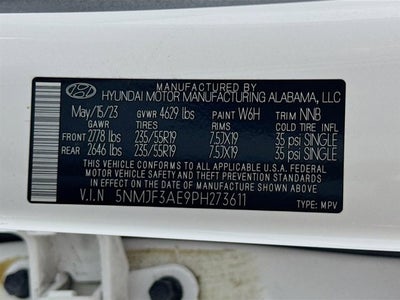 MANUFACTURED BY
HYUNDAI MOTOR MANUFACTURING ALABAMA, LLC
May/15/23 GVWR 4629 lbs PAINT W6H TRIM NNB
GAWR TIRES RIMS COLD TIRE INFL
FRONT 2778 lbs 235/55R19 7.5JX19 35 psi SINGLE
REAR 2646 lbs 235/55R19 7.5JX19 35 psi SINGLE
THIS VEHICLE CONFORMS TO ALL APPLICABLE U.S.A. FEDERAL
MOTOR VEHICLE SAFETY AND THEFT PREVENTION STANDARDS
IN EFFECT ON THE DATE OF MANUFACTURE SHOWN ABOVE.
V.I.N 5NMJF3AE9PH273611
TYPE: MPV